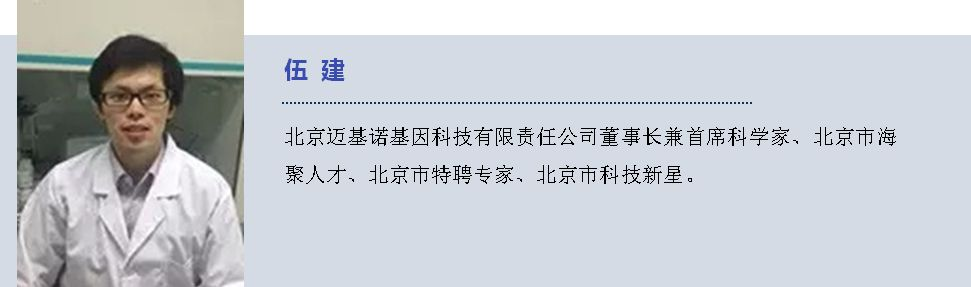 伍 建
北京迈基诺基因科技有限责任公司董事长兼首席科学家、北京市海
聚人才、北京市特聘专家、北京市科技新星。